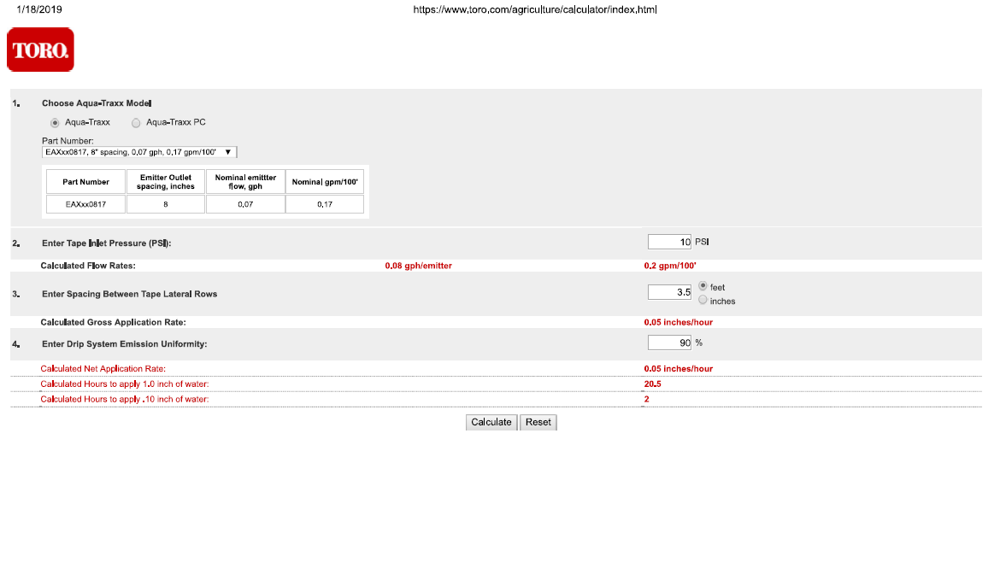 1/18/2019 https://www.toro.com/agriculture/calculator/index.html
TORO.
1. Choose Aqua-Traxx Model
Aqua-Traxx Aqua-Traxx PC
Part Number:
EAXxx0817, 8" spacing, 0.07 gph, 0.17 gpm/100' ▼
Part Number Emitter Outlet spacing, inches Nominal emittter flow, gph Nominal gpm/100'
EAXxx0817 8 0.07 0.17
2. Enter Tape Inlet Pressure (PSI): 10 PSI
Calculated Flow Rates: 0.08 gph/emitter 0.2 gpm/100'
3. Enter Spacing Between Tape Lateral Rows 3.5 feet
inches
Calculated Gross Application Rate: 0.05 inches/hour
4. Enter Drip System Emission Uniformity: 90 %
Calculated Net Application Rate: 0.05 inches/hour
Calculated Hours to apply 1.0 inch of water: 20.5
Calculated Hours to apply .10 inch of water: 2
Calculate Reset